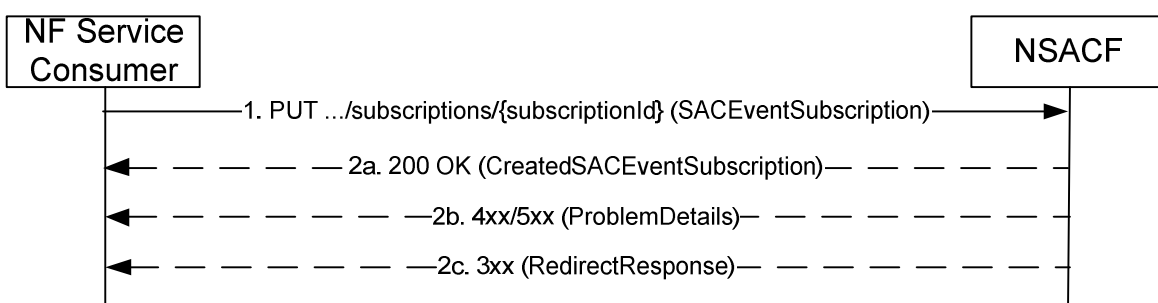 NF Service
Consumer
NSACF
1. PUT .../subscriptions/{subscriptionId} (SACEventSubscription)
2a. 200 OK (CreatedSACEventSubscription)
2b. 4xx/5xx (ProblemDetails)
2c. 3xx (RedirectResponse)